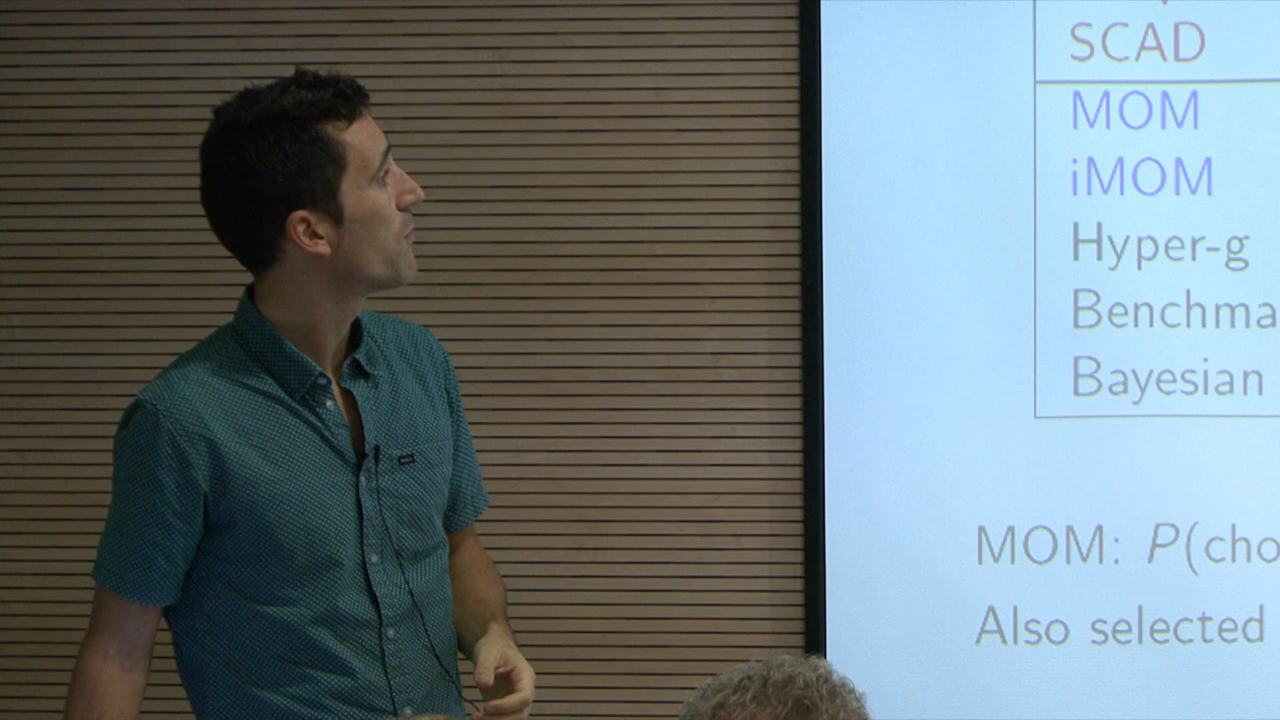 SCAD
MOM
iMOM
Hyper-g
Benchma
Bayesian
MOM: P(cho
Also selected